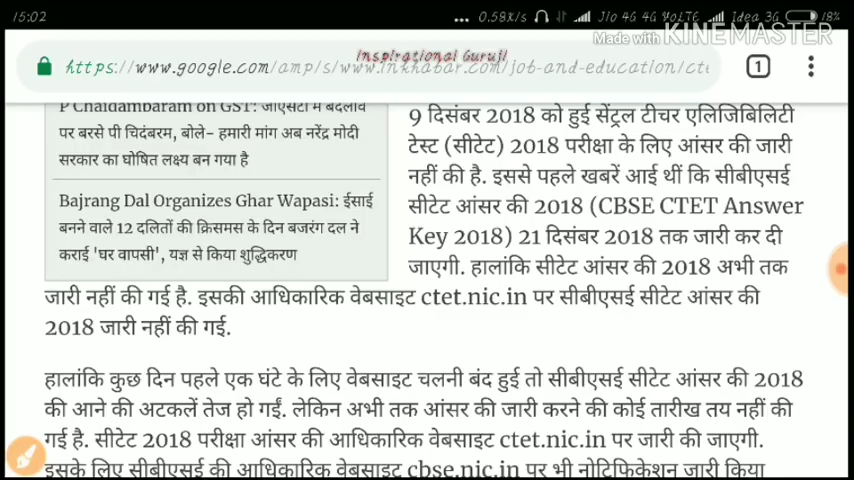 15:02
... 0.58K/s Jio 4G 4G VoLTE Idea 3G 18%
Made with KINEMASTER
Inspirational Guruji
https://www.google.com/amp/s/www.inkhabar.com/job-and-education/cte
1
P Chaidambaram on GST: जीएसटी में बदलाव
पर बरसे पी चिदंबरम, बोले- हमारी मांग अब नरेंद्र मोदी
सरकार का घोषित लक्ष्य बन गया है
Bajrang Dal Organizes Ghar Wapasi: ईसाई
बनने वाले 12 दलितों की क्रिसमस के दिन बजरंग दल ने
कराई 'घर वापसी', यज्ञ से किया शुद्धिकरण
9 दिसंबर 2018 को हुई सेंट्रल टीचर एलिजिबिलिटी
टेस्ट (सीटेट) 2018 परीक्षा के लिए आंसर की जारी
नहीं की है. इससे पहले खबरें आई थीं कि सीबीएसई
सीटेट आंसर की 2018 (CBSE CTET Answer
Key 2018) 21 दिसंबर 2018 तक जारी कर दी
जाएगी. हालांकि सीटेट आंसर की 2018 अभी तक
जारी नहीं की गई है. इसकी आधिकारिक वेबसाइट ctet.nic.in पर सीबीएसई सीटेट आंसर की
2018 जारी नहीं की गई.
हालांकि कुछ दिन पहले एक घंटे के लिए वेबसाइट चलनी बंद हुई तो सीबीएसई सीटेट आंसर की 2018
की आने की अटकलें तेज हो गईं. लेकिन अभी तक आंसर की जारी करने की कोई तारीख तय नहीं की
गई है. सीटेट 2018 परीक्षा आंसर की आधिकारिक वेबसाइट ctet.nic.in पर जारी की जाएगी.
इसके लिए सीबीएसई की आधिकारिक वेबसाइट cbse.nic.in पर भी नोटिफिकेशन जारी किया